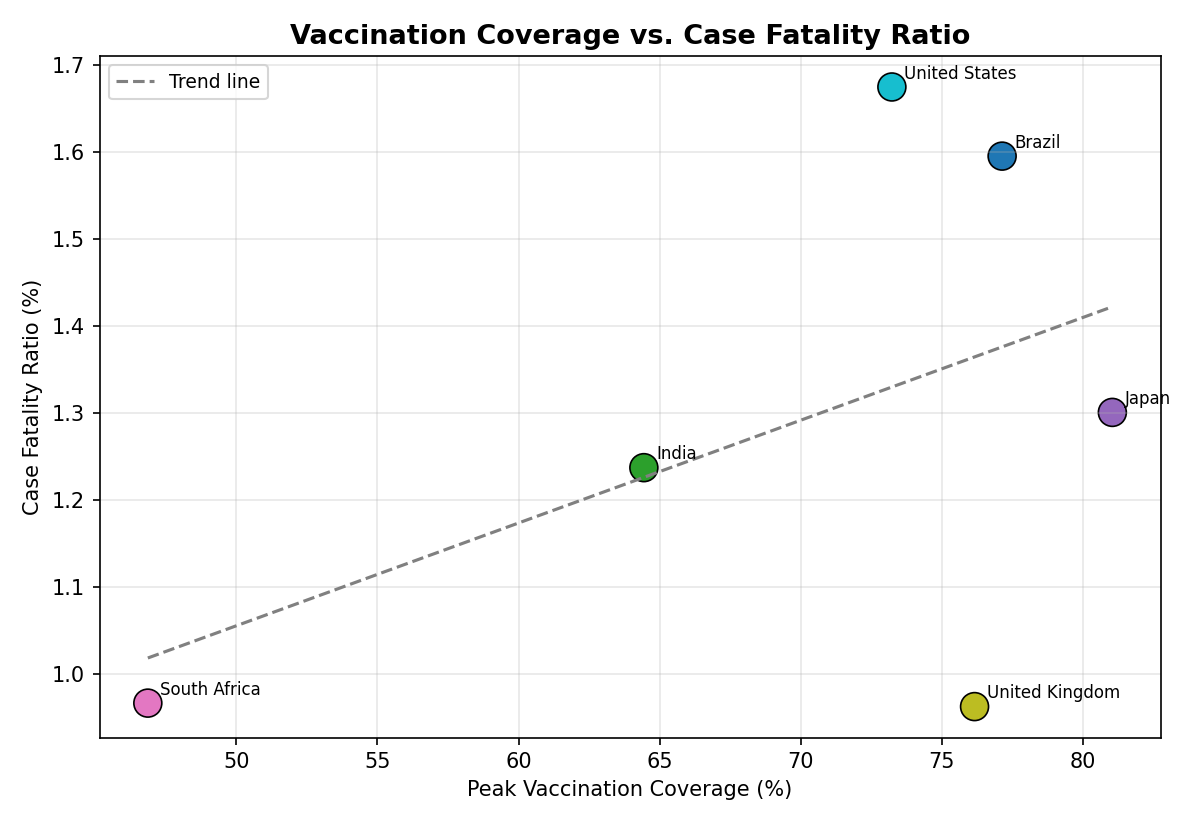 Vaccination Coverage vs. Case Fatality Ratio
Trend line
United States
Brazil
Japan
India
South Africa
United Kingdom
Case Fatality Ratio (%)
1.7
1.6
1.5
1.4
1.3
1.2
1.1
1.0
50 55 60 65 70 75 80
Peak Vaccination Coverage (%)